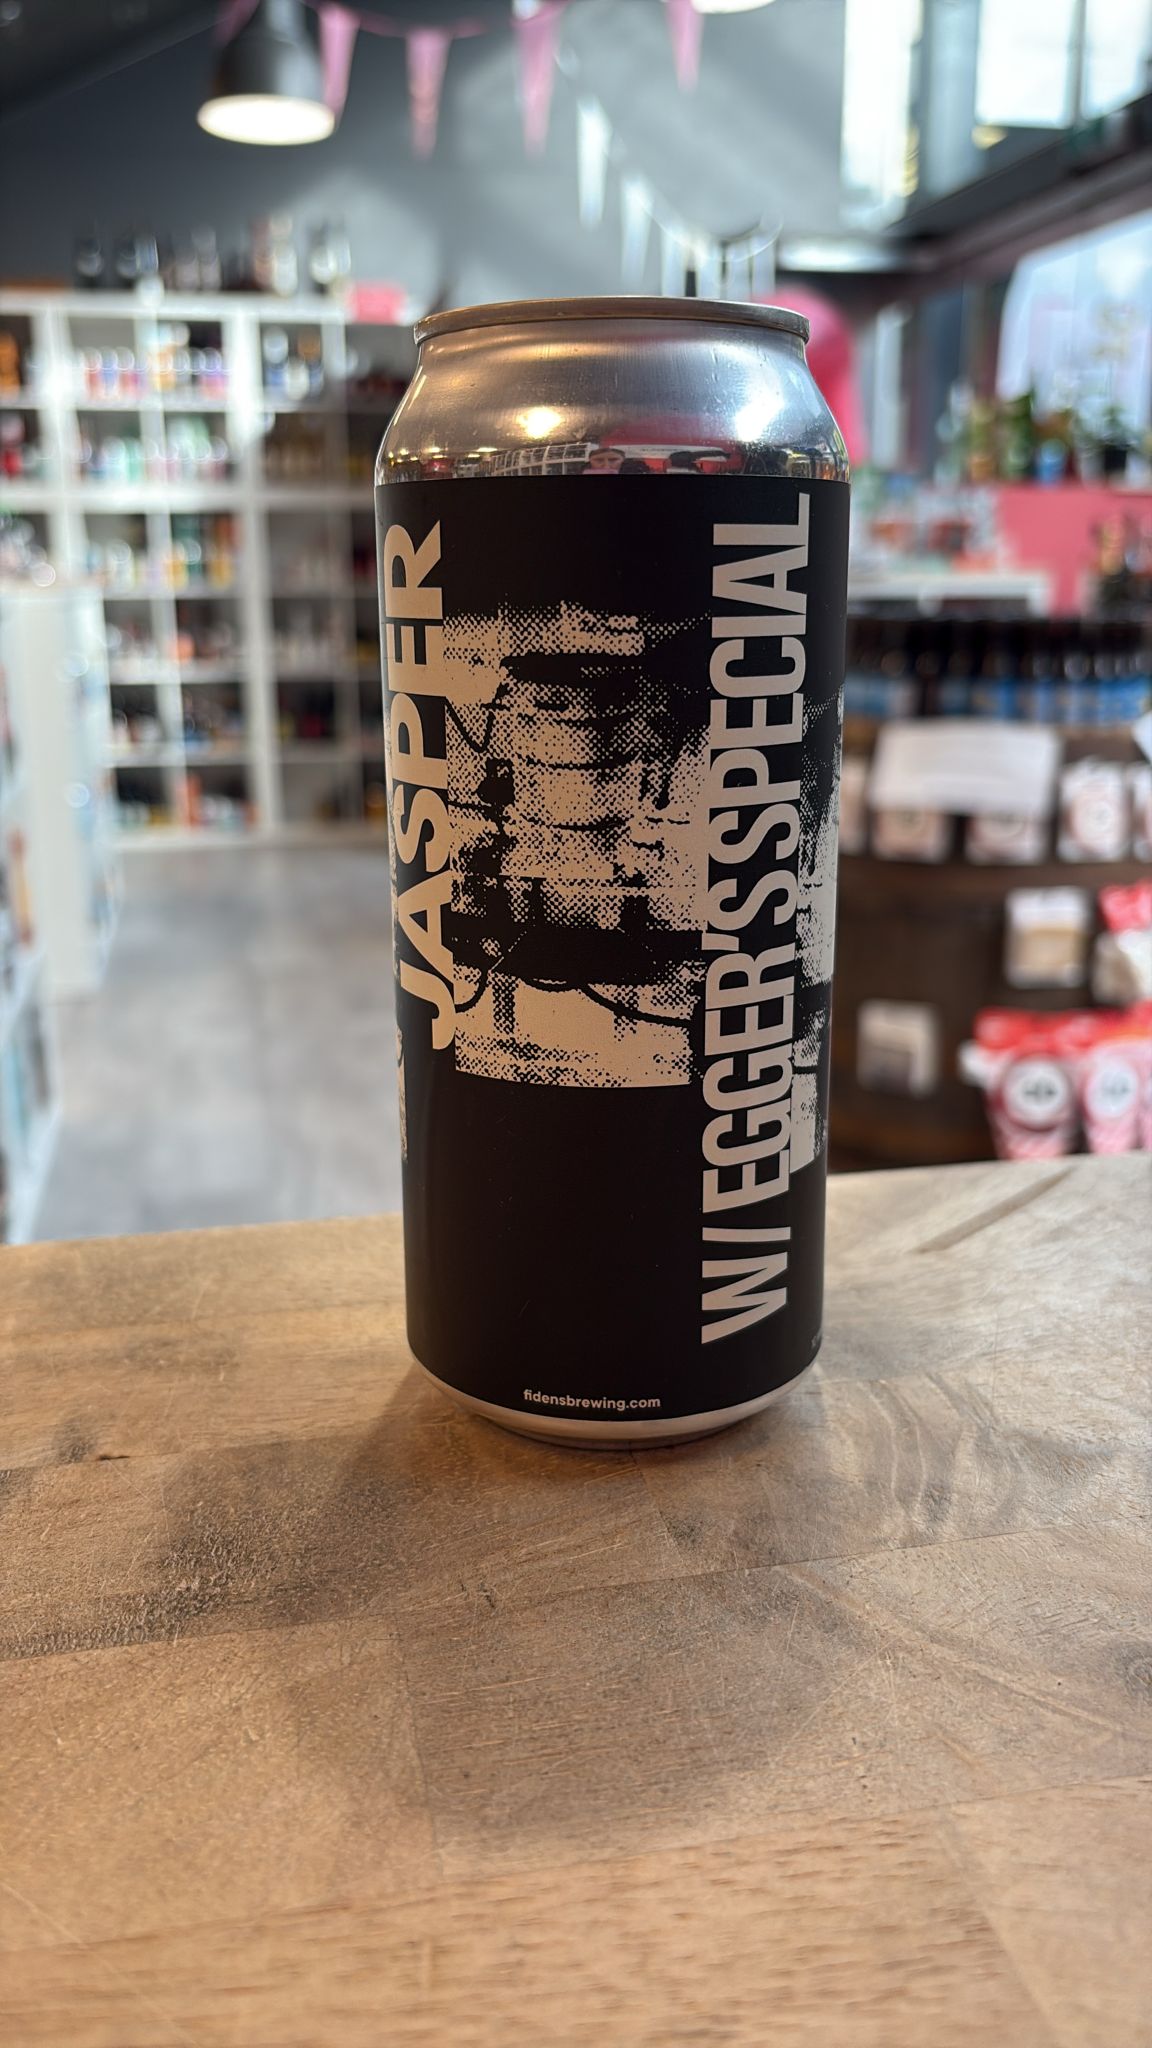 JASPER
W/ EGGER'S SPECIAL
fidensbrewing.com